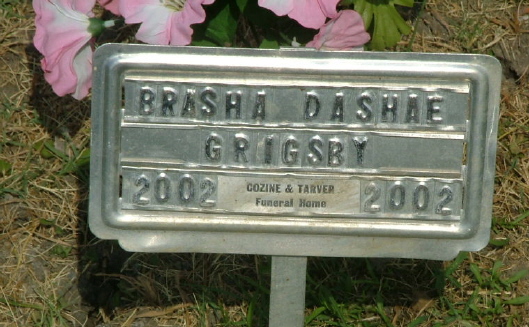 BRASHA DASHAE
GRIGSBY
2002 COZINE & TARVER 2002
Funeral Home